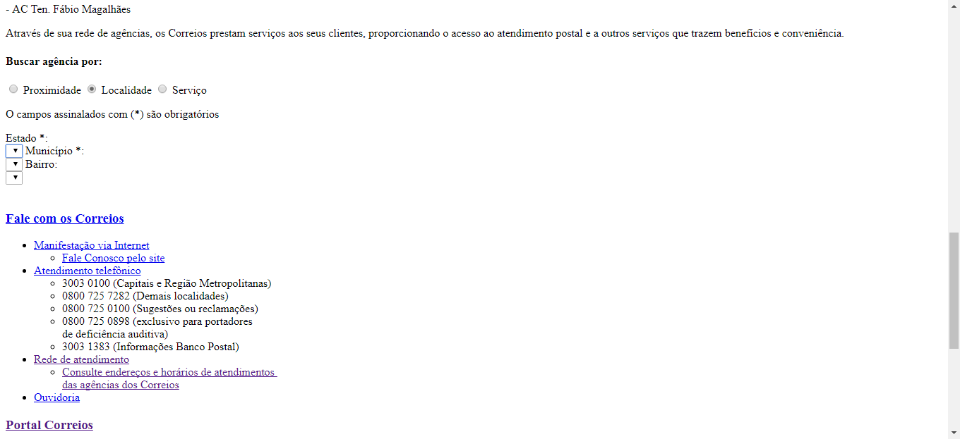 - AC Ten. Fábio Magalhães
Através de sua rede de agências, os Correios prestam serviços aos seus clientes, proporcionando o acesso ao atendimento postal e a outros serviços que trazem benefícios e conveniência.
Buscar agência por:
Proximidade Localidade Serviço
O campos assinalados com (*) são obrigatórios
Estado *:
Município *:
Bairro:
Fale com os Correios
Manifestação via Internet
Fale Conosco pelo site
Atendimento telefônico
3003 0100 (Capitais e Região Metropolitanas)
0800 725 7282 (Demais localidades)
0800 725 0100 (Sugestões ou reclamações)
0800 725 0898 (exclusivo para portadores
de deficiência auditiva)
3003 1383 (Informações Banco Postal)
Rede de atendimento
Consulte endereços e horários de atendimentos
das agências dos Correios
Ouvidoria
Portal Correios